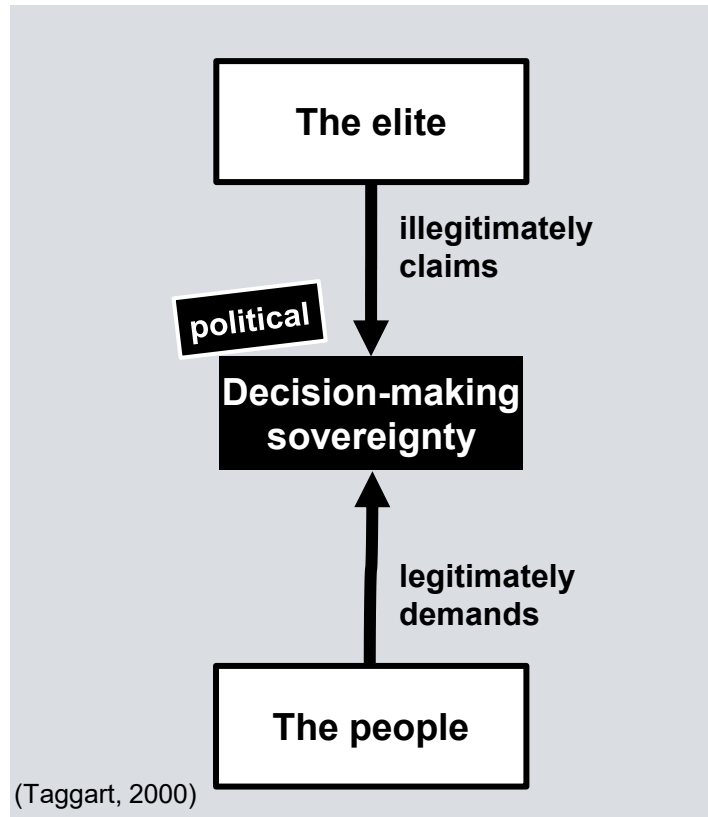 The elite
illegitimately
claims
political
Decision-making
sovereignty
legitimately
demands
The people
(Taggart, 2000)